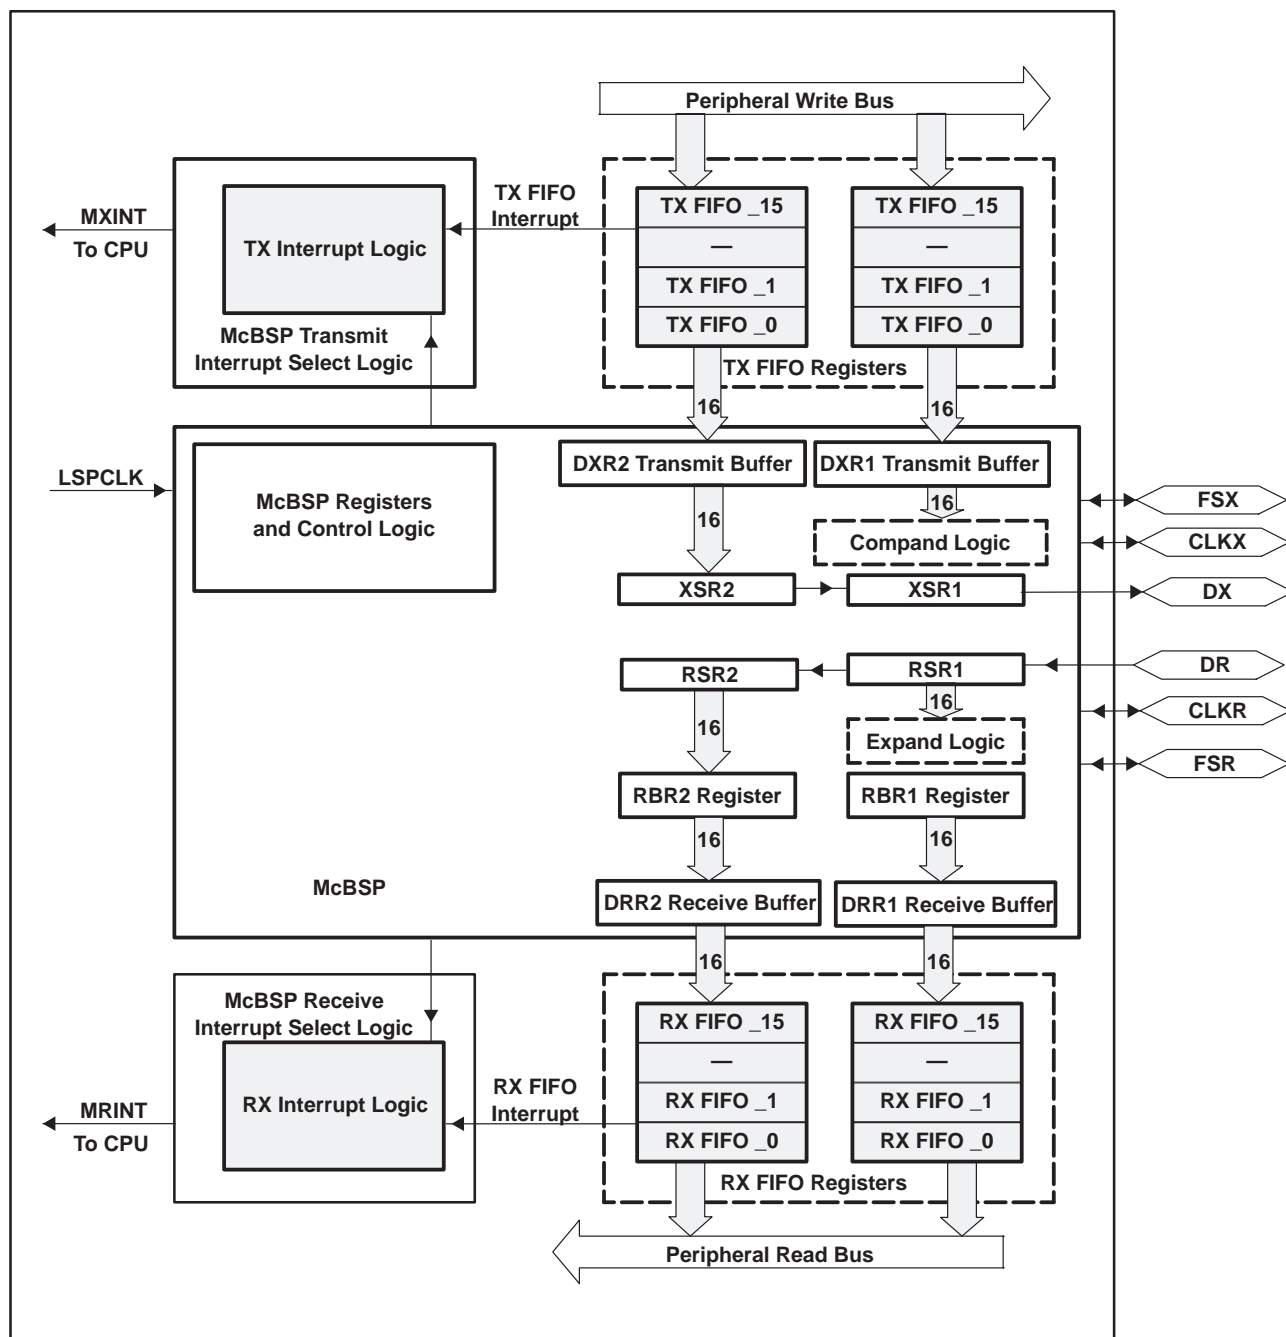 Peripheral Write Bus
TX FIFO
Interrupt
MXINT
To CPU
TX Interrupt Logic
McBSP Transmit
Interrupt Select Logic
TX FIFO _15
—
TX FIFO _1
TX FIFO _0
TX FIFO _15
—
TX FIFO _1
TX FIFO _0
TX FIFO Registers
16
16
LSPCLK
McBSP Registers
and Control Logic
DXR2 Transmit Buffer
DXR1 Transmit Buffer
16
16
Compand Logic
XSR2
XSR1
RSR2
RSR1
16
16
Expand Logic
RBR2 Register
RBR1 Register
16
16
McBSP
DRR2 Receive Buffer
DRR1 Receive Buffer
FSX
CLKX
DX
DR
CLKR
FSR
16
16
McBSP Receive
Interrupt Select Logic
RX Interrupt Logic
MRINT
To CPU
RX FIFO
Interrupt
RX FIFO _15
—
RX FIFO _1
RX FIFO _0
RX FIFO _15
—
RX FIFO _1
RX FIFO _0
RX FIFO Registers
Peripheral Read Bus